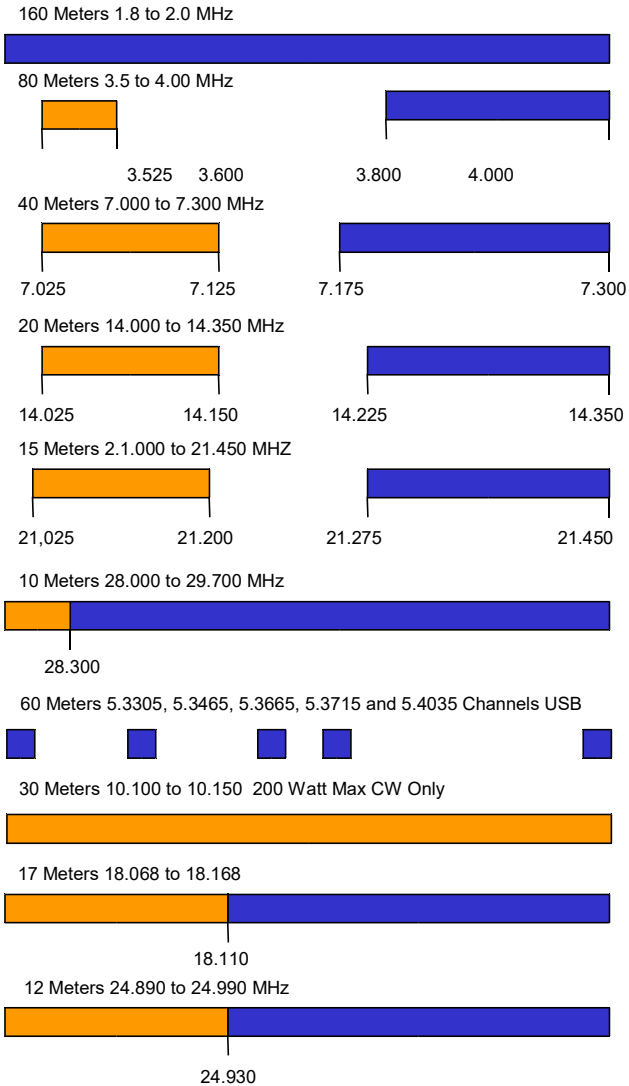 160 Meters 1.8 to 2.0 MHz
80 Meters 3.5 to 4.00 MHz
3.525 3.600 3.800 4.000
40 Meters 7.000 to 7.300 MHz
7.025 7.125 7.175 7.300
20 Meters 14.000 to 14.350 MHz
14.025 14.150 14.225 14.350
15 Meters 2.1.000 to 21.450 MHZ
21,025 21.200 21.275 21.450
10 Meters 28.000 to 29.700 MHz
28.300
60 Meters 5.3305, 5.3465, 5.3665, 5.3715 and 5.4035 Channels USB
30 Meters 10.100 to 10.150 200 Watt Max CW Only
17 Meters 18.068 to 18.168
18.110
12 Meters 24.890 to 24.990 MHz
24.930